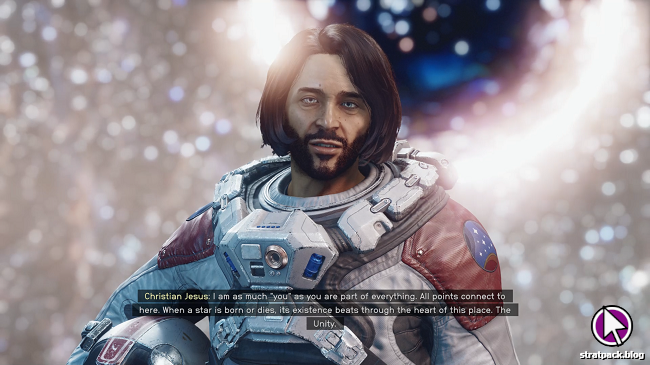 Christian Jesus: I am as much "you" as you are part of everything. All points connect to
here. When a star is born or dies, its existence beats through the heart of this place. The
Unity.
stratpack.blog